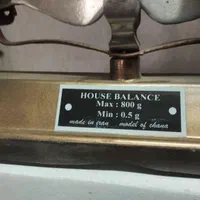 HOUSE BALANCE
Max : 800 g
Min : 0.5 g
made in iran model of chana